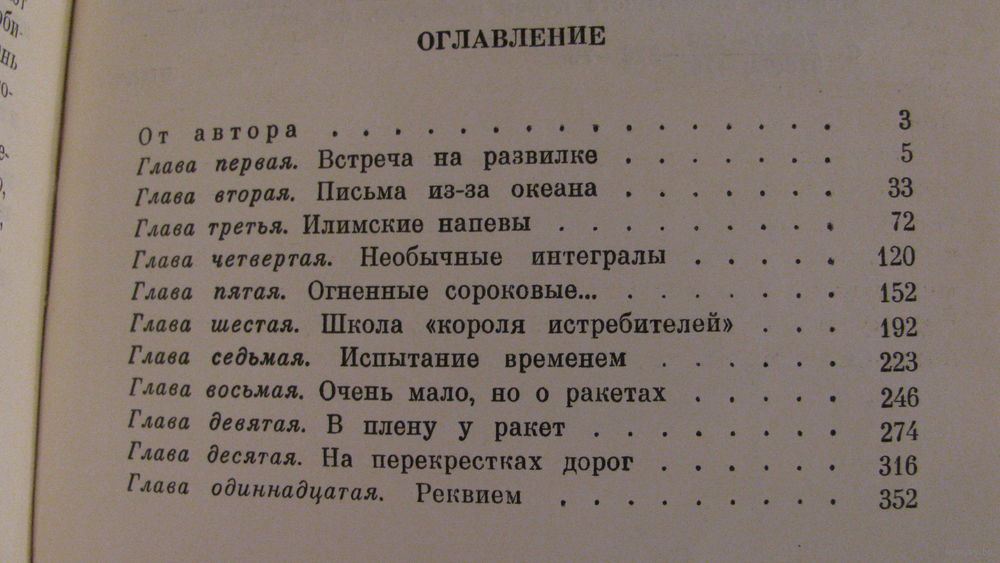 ОГЛАВЛЕНИЕ
От автора . . . . . . . . . . . . . . . . . 3
Глава первая. Встреча на развилке . . . . . . . 5
Глава вторая. Письма из-за океана . . . . . . . 33
Глава третья. Илимские напевы . . . . . . . . . 72
Глава четвертая. Необычные интегралы . . . . . 120
Глава пятая. Огненные сороковые... . . . . . . . 152
Глава шестая. Школа «короля истребителей» . . . 192
Глава седьмая. Испытание временем . . . . . . 223
Глава восьмая. Очень мало, но о ракетах . . . . . 246
Глава девятая. В плену у ракет . . . . . . . . 274
Глава десятая. На перекрестках дорог . . . . . . 316
Глава одиннадцатая. Реквием . . . . . . . . . 352